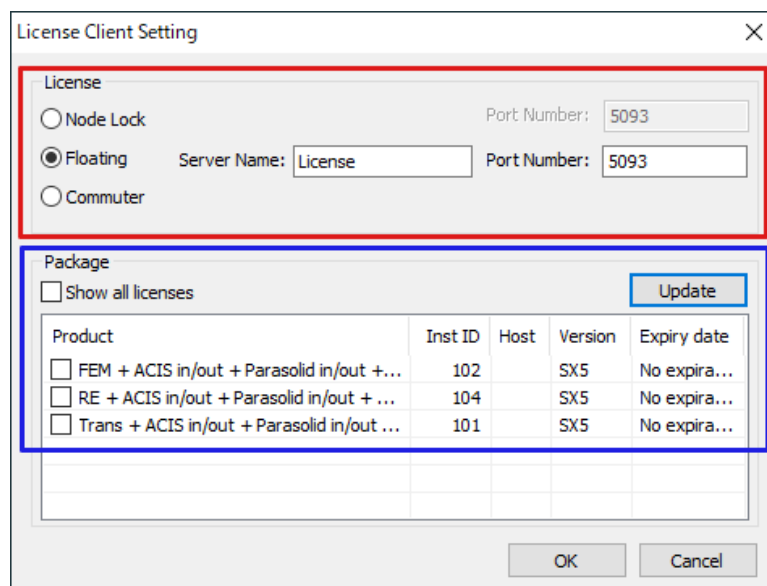 License Client Setting
License
Node Lock Port Number: 5093
Floating Server Name: License Port Number: 5093
Commuter
Package
Show all licenses Update
Product Inst ID Host Version Expiry date
FEM + ACIS in/out + Parasolid in/out +... 102 SX5 No expira...
RE + ACIS in/out + Parasolid in/out + ... 104 SX5 No expira...
Trans + ACIS in/out + Parasolid in/out ... 101 SX5 No expira...
OK Cancel